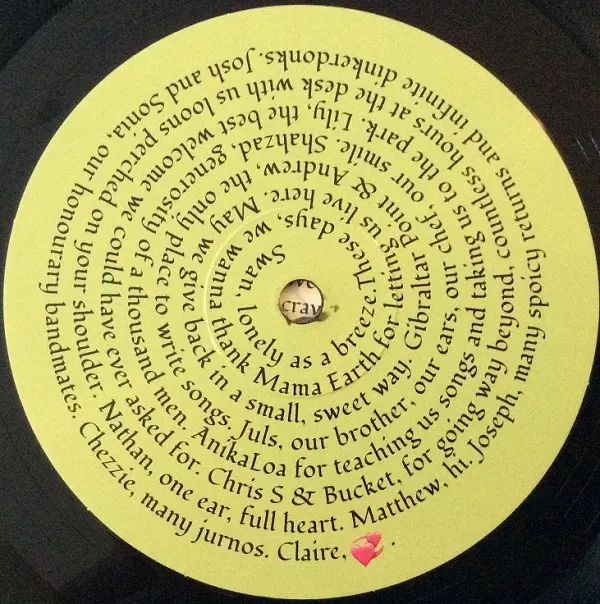 Swan, lonely as a breeze.These days, we wanna thank Mama Earth for letting us live here. May we give back in a small, sweet way. Gibraltar Point & Andrew, the only place to write songs. Juls, our brother, our ears, our chef, our smile. Shahzad, generosity of a thousand men. AnikaLoa for teaching us songs and taking us to the park. Lily, the best welcome we could have ever asked for. Chris S & Bucket, for going way beyond, countless hours at the desk with us loons perched on your shoulder. Nathan, one ear, full heart. Matthew, hi. Joseph, many spoicy returns and infinite dinkerdonks. Josh and Sonia, our honourary bandmates. Chezzie, many jurnos. Claire, 💞 .
crav